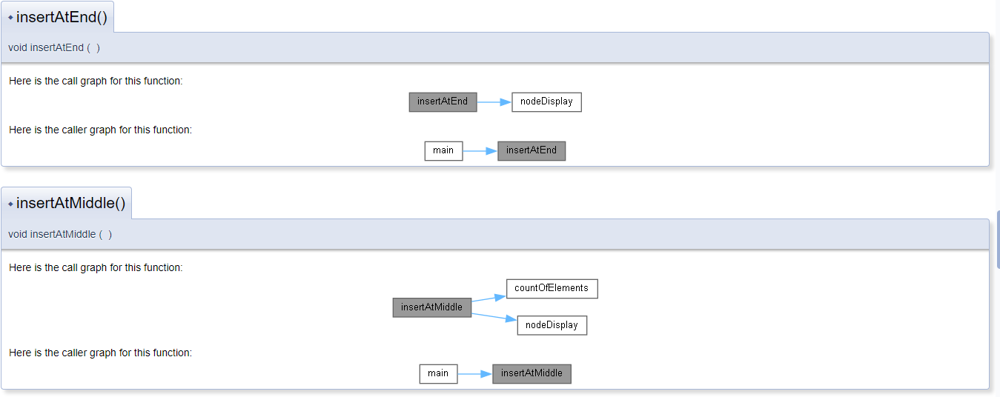 insertAtEnd()
void insertAtEnd ( )
Here is the call graph for this function:
insertAtEnd nodeDisplay
Here is the caller graph for this function:
main insertAtEnd
insertAtMiddle()
void insertAtMiddle ( )
Here is the call graph for this function:
countOfElements
insertAtMiddle
nodeDisplay
Here is the caller graph for this function:
main insertAtMiddle